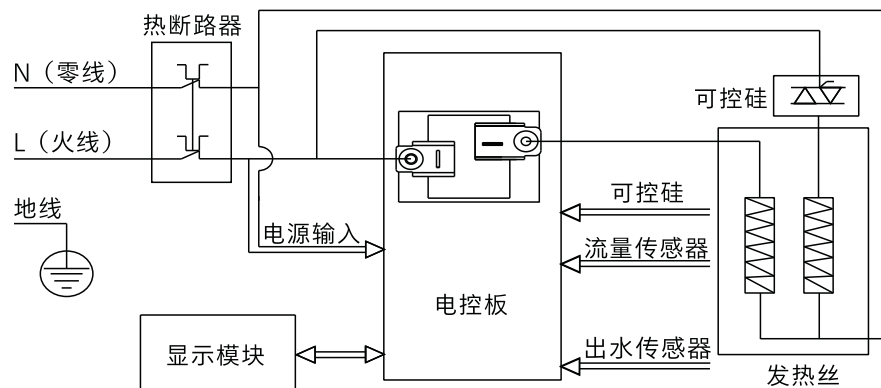 热断路器
N（零线）
可控硅
L（火线）
地线
可控硅
电源输入
流量传感器
电控板
显示模块
出水传感器
发热丝